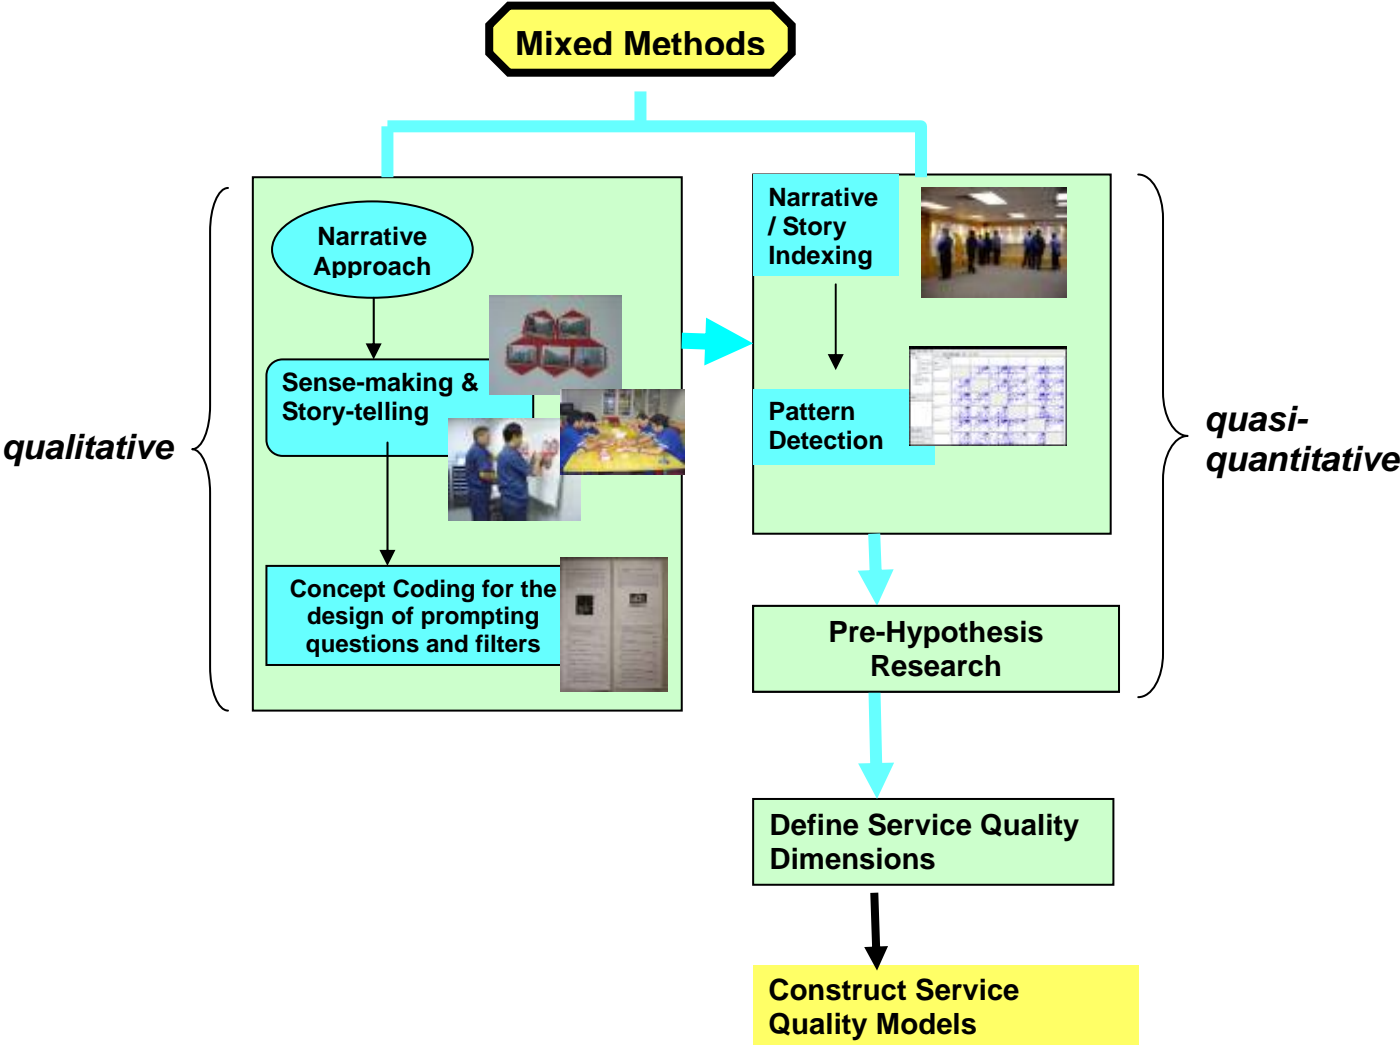 Mixed Methods
Narrative
Approach
Sense-making &
Story-telling
Concept Coding for the
design of prompting
questions and filters
qualitative
Narrative
/ Story
Indexing
Pattern
Detection
quasi-
quantitative
Pre-Hypothesis
Research
Define Service Quality
Dimensions
Construct Service
Quality Models